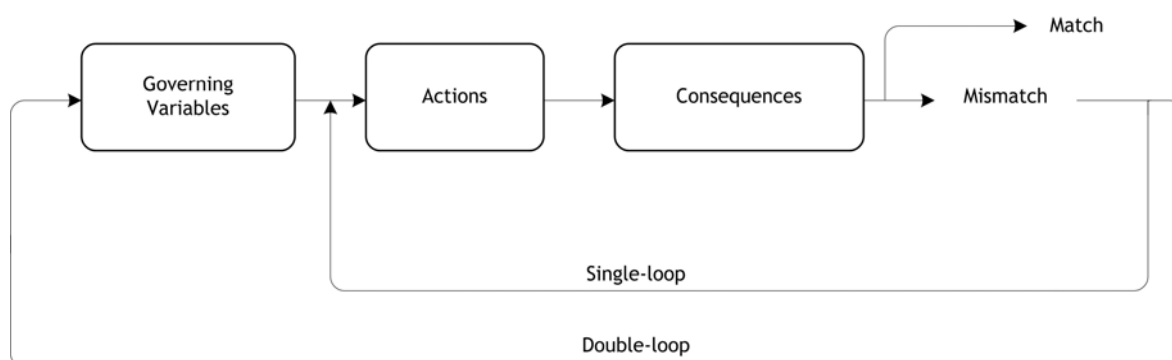 Match
Governing
Variables
Actions
Consequences
Mismatch
Single-loop
Double-loop